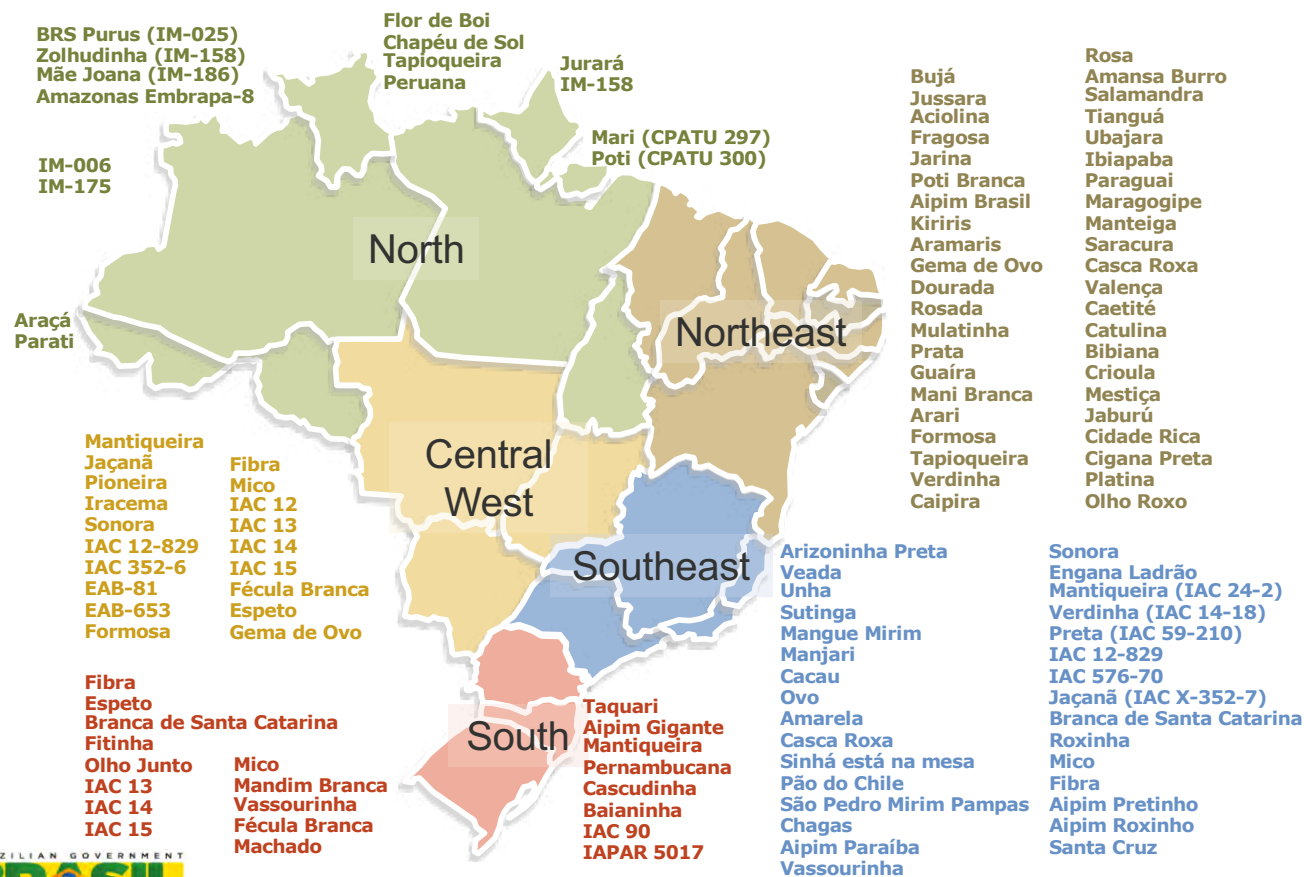 BRS Purus (IM-025)
Zolhudinha (IM-158)
Mãe Joana (IM-186)
Amazonas Embrapa-8
Flor de Boi
Chapéu de Sol
Tapioqueira
Peruana
Jurará
IM-158
Mari (CPATU 297)
Poti (CPATU 300)
IM-006
IM-175
Araçá
Parati
North
Northeast
Central
West
Southeast
South
Bujá
Jussara
Aciolina
Fragosa
Jarina
Poti Branca
Aipim Brasil
Kiriris
Aramaris
Gema de Ovo
Dourada
Rosada
Mulatinha
Prata
Guaíra
Mani Branca
Arari
Formosa
Tapioqueira
Verdinha
Caipira
Rosa
Amansa Burro
Salamandra
Tianguá
Ubajara
Ibiapaba
Paraguai
Maragogipe
Manteiga
Saracura
Casca Roxa
Valença
Caetité
Catulina
Bibiana
Crioula
Mestiça
Jaburú
Cidade Rica
Cigana Preta
Platina
Olho Roxo
Mantiqueira
Jaçanã
Pioneira
Iracema
Sonora
IAC 12-829
IAC 352-6
EAB-81
EAB-653
Formosa
Fibra
Mico
IAC 12
IAC 13
IAC 14
IAC 15
Fécula Branca
Espeto
Gema de Ovo
Arizoninha Preta
Veada
Unha
Sutinga
Mangue Mirim
Manjari
Cacau
Ovo
Amarela
Casca Roxa
Sinhá está na mesa
Pão do Chile
São Pedro Mirim Pampas
Chagas
Aipim Paraíba
Vassourinha
Sonora
Engana Ladrão
Mantiqueira (IAC 24-2)
Verdinha (IAC 14-18)
Preta (IAC 59-210)
IAC 12-829
IAC 576-70
Jaçanã (IAC X-352-7)
Branca de Santa Catarina
Roxinha
Mico
Fibra
Aipim Pretinho
Aipim Roxinho
Santa Cruz
Fibra
Espeto
Branca de Santa Catarina
Fitinha
Olho Junto
IAC 13
IAC 14
IAC 15
Mico
Mandim Branca
Vassourinha
Fécula Branca
Machado
Taquari
Aipim Gigante
Mantiqueira
Pernambucana
Cascudinha
Baianinha
IAC 90
IAPAR 5017
GOVERNMENT